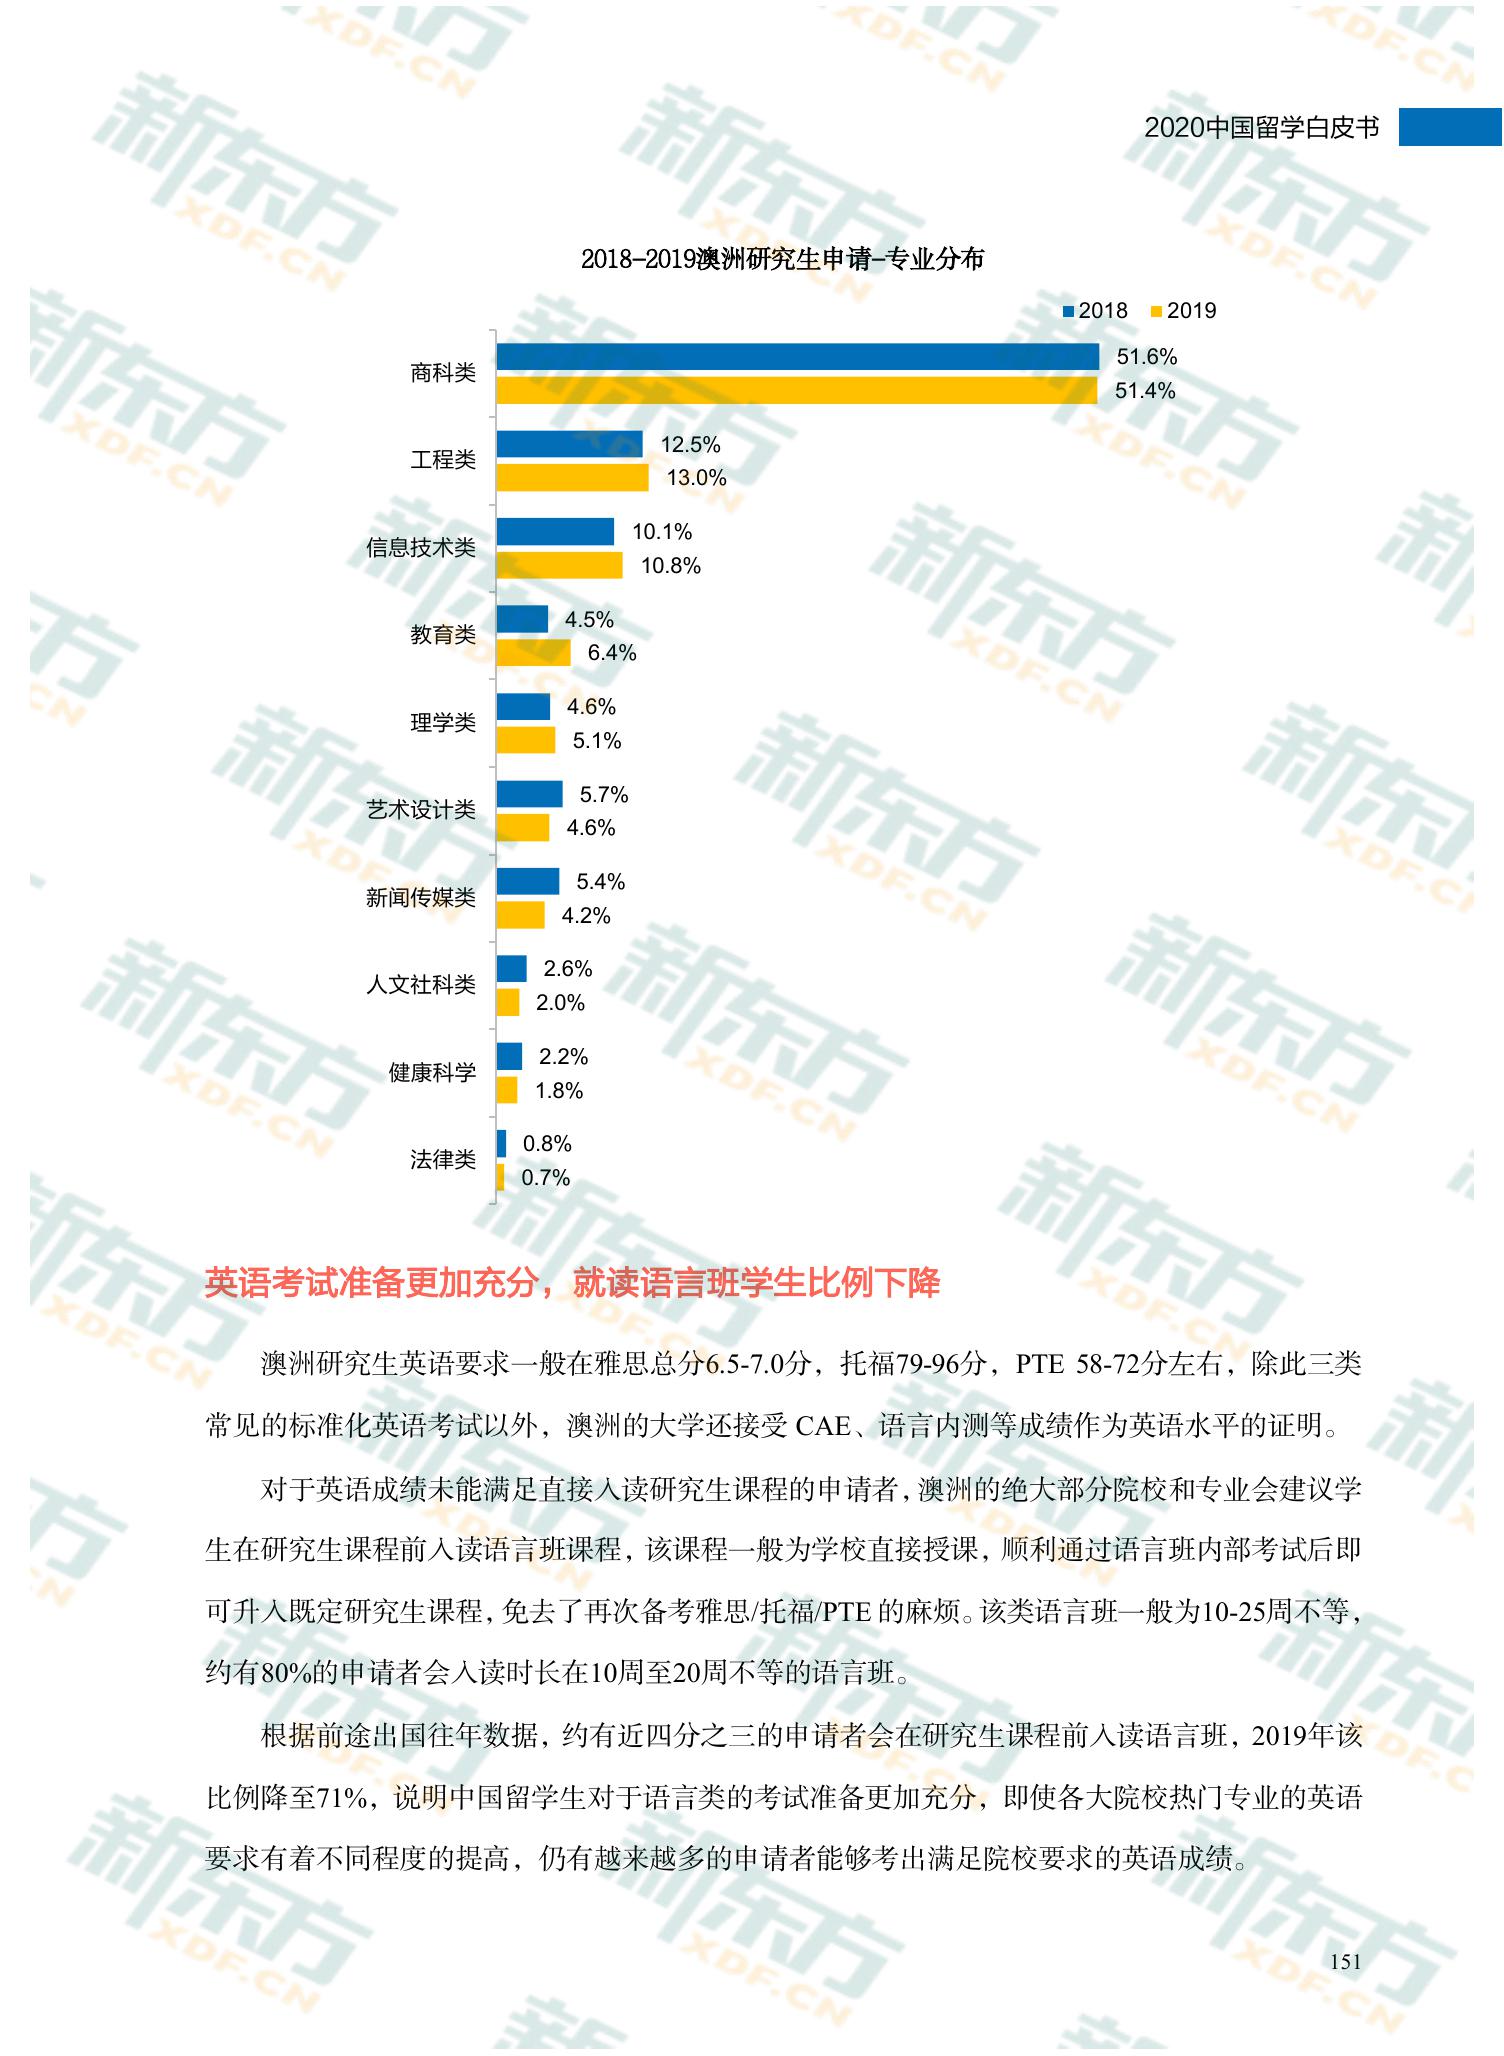 2020中国留学白皮书
2018-2019澳洲研究生申请-专业分布
2018 2019
商科类 51.6%
51.4%
工程类 12.5%
13.0%
信息技术类 10.1%
10.8%
教育类 4.5%
6.4%
理学类 4.6%
5.1%
艺术设计类 5.7%
4.6%
新闻传媒类 5.4%
4.2%
人文社科类 2.6%
2.0%
健康科学 2.2%
1.8%
法律类 0.8%
0.7%
英语考试准备更加充分，就读语言班学生比例下降
澳洲研究生英语要求一般在雅思总分6.5-7.0分，托福79-96分，PTE 58-72分左右，除此三类
常见的标准化英语考试以外，澳洲的大学还接受 CAE、语言内测等成绩作为英语水平的证明。
对于英语成绩未能满足直接入读研究生课程的申请者，澳洲的绝大部分院校和专业会建议学
生在研究生课程前入读语言班课程，该课程一般为学校直接授课，顺利通过语言班内部考试后即
可升入既定研究生课程，免去了再次备考雅思/托福/PTE 的麻烦。该类语言班一般为10-25周不等，
约有80%的申请者会入读时长在10周至20周不等的语言班。
根据前途出国往年数据，约有近四分之三的申请者会在研究生课程前入读语言班，2019年该
比例降至71%，说明中国留学生对于语言类的考试准备更加充分，即使各大院校热门专业的英语
要求有着不同程度的提高，仍有越来越多的申请者能够考出满足院校要求的英语成绩。
151
新东方
XDF.CN